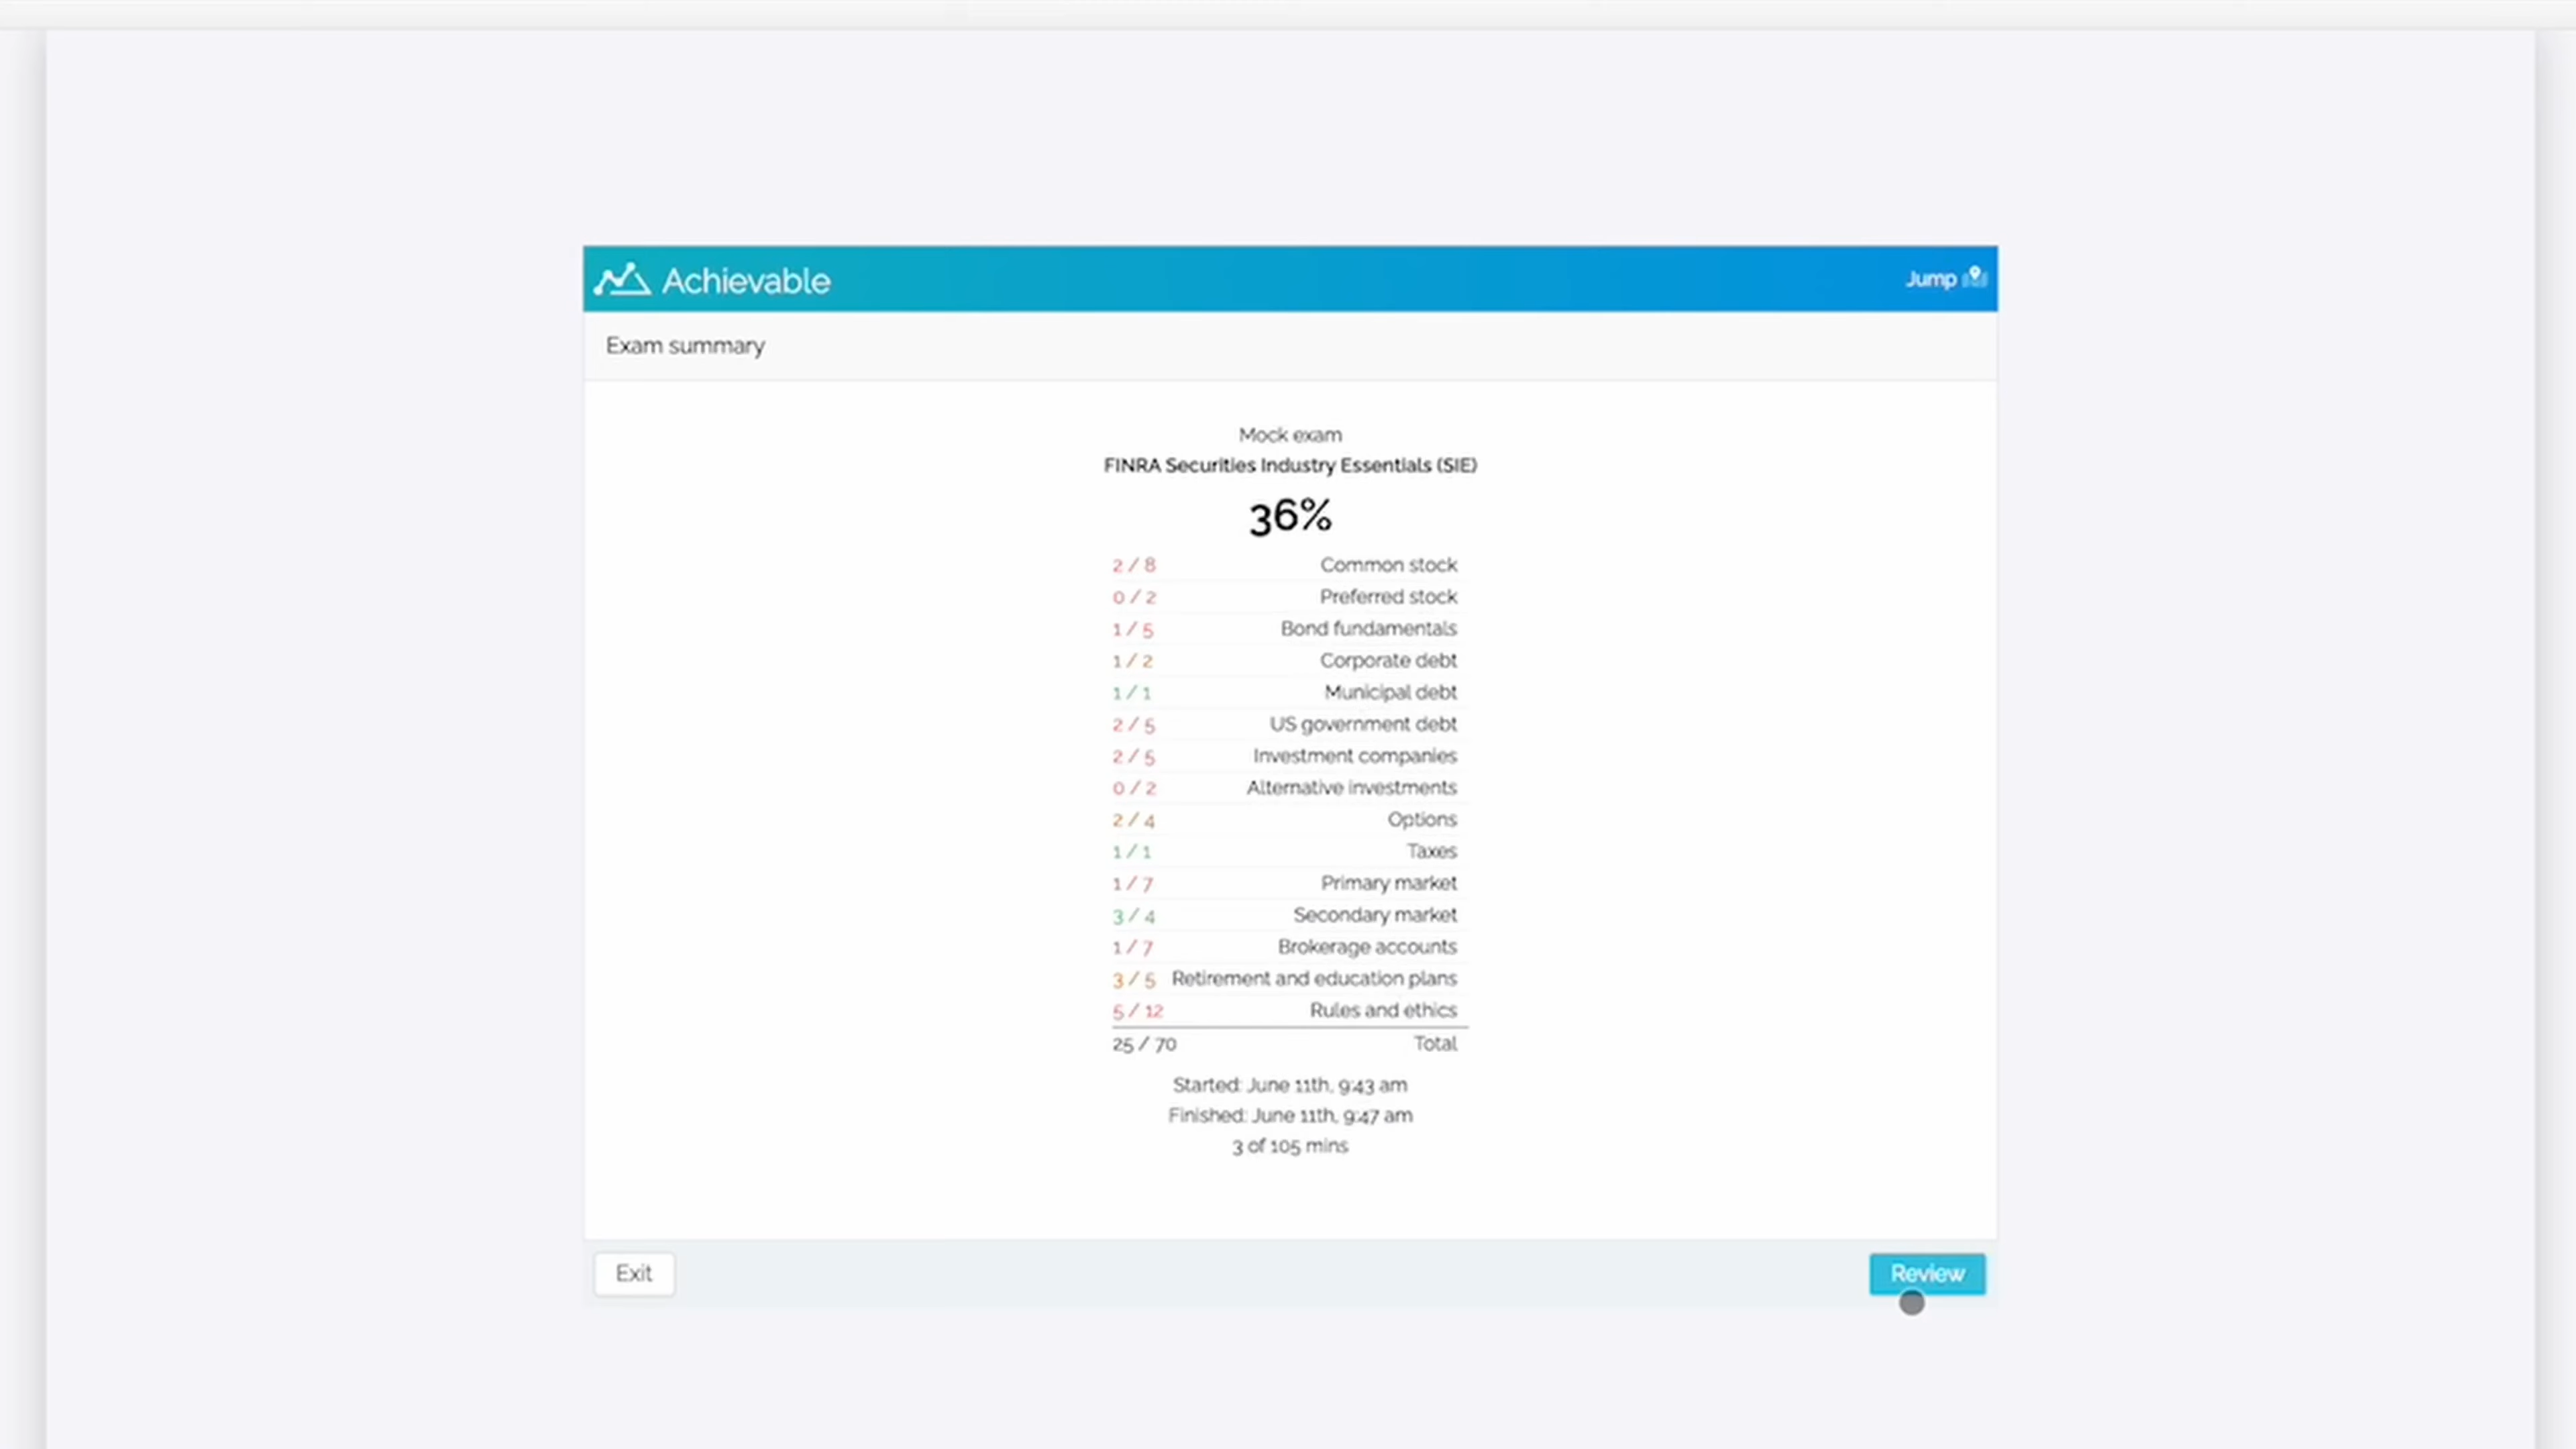 Achievable
Jump
Exam summary
Mock exam
FINRA Securities Industry Essentials (SIE)
36%
2 / 8 Common stock
0 / 2 Preferred stock
1 / 5 Bond fundamentals
1 / 2 Corporate debt
1 / 1 Municipal debt
2 / 5 US government debt
2 / 5 Investment companies
0 / 2 Alternative investments
2 / 4 Options
1 / 1 Taxes
1 / 7 Primary market
3 / 4 Secondary market
1 / 7 Brokerage accounts
3 / 5 Retirement and education plans
5 / 12 Rules and ethics
25 / 70 Total
Started: June 11th, 9:43 am
Finished: June 11th, 9:47 am
3 of 105 mins
Exit
Review